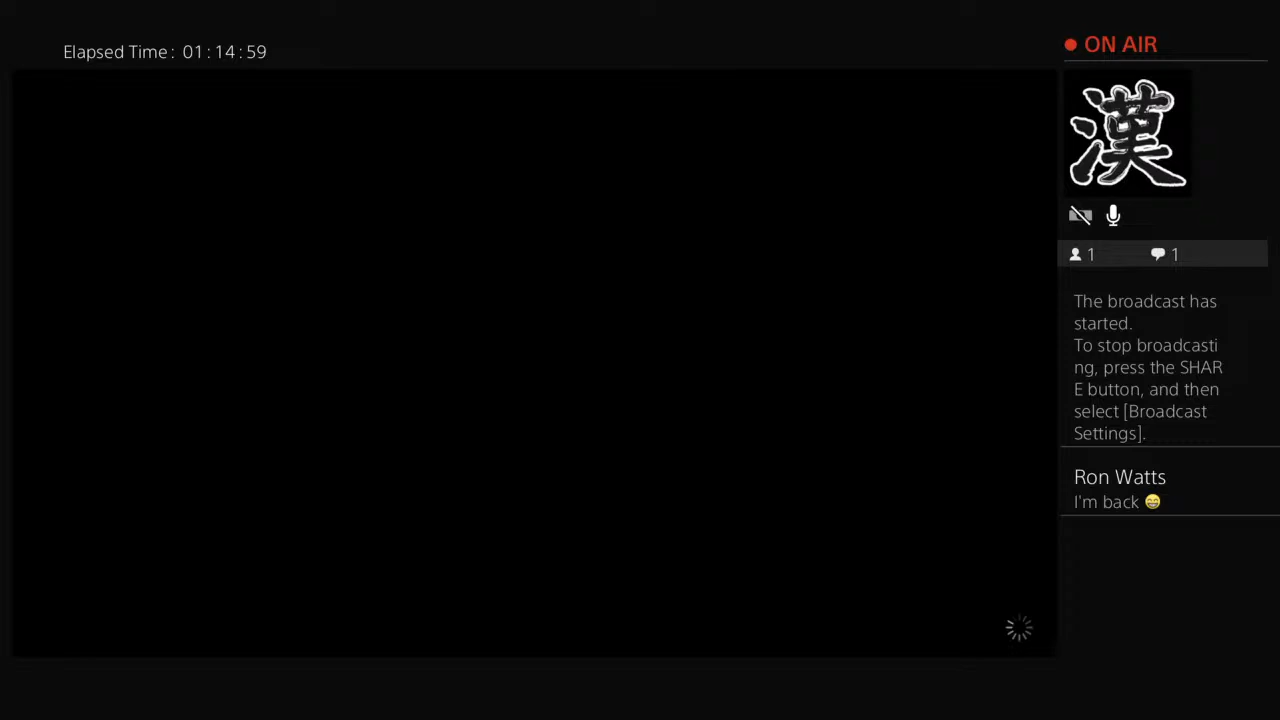 Elapsed Time: 01:14:59
ON AIR
漢
1 1
The broadcast has
started.
To stop broadcasti
ng, press the SHAR
E button, and then
select [Broadcast
Settings].
Ron Watts
I'm back 😄